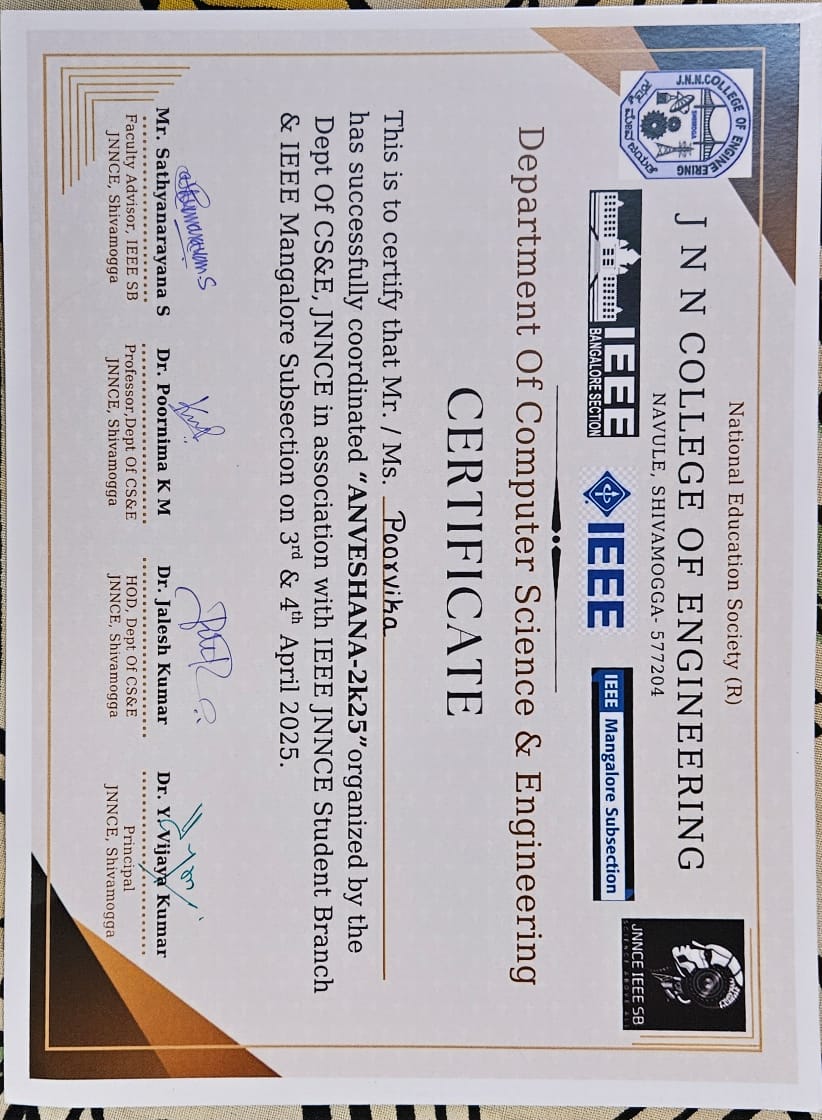 National Education Society (R)
J N N COLLEGE OF ENGINEERING
NAVULE, SHIVAMOGGA- 577204
J.N.N.COLLEGE OF ENGINEERING
SHIMOGA
IEEE
BANGALORE SECTION
IEEE
IEEE Mangalore Subsection
JNNCE IEEE SB
Department Of Computer Science & Engineering
CERTIFICATE
This is to certify that Mr. / Ms. Poorvika
has successfully coordinated "ANVESHANA-2k25" organized by the
Dept Of CS&E, JNNCE in association with IEEE JNNCE Student Branch
& IEEE Mangalore Subsection on 3rd & 4th April 2025.
Mr. Sathyanarayana S
Faculty Advisor, IEEE SB
JNNCE, Shivamogga
Dr. Poornima K M
Professor,Dept Of CS&E
JNNCE, Shivamogga
Dr. Jalesh Kumar
HOD, Dept Of CS&E
JNNCE, Shivamogga
Dr. Y. Vijaya Kumar
Principal
JNNCE, Shivamogga